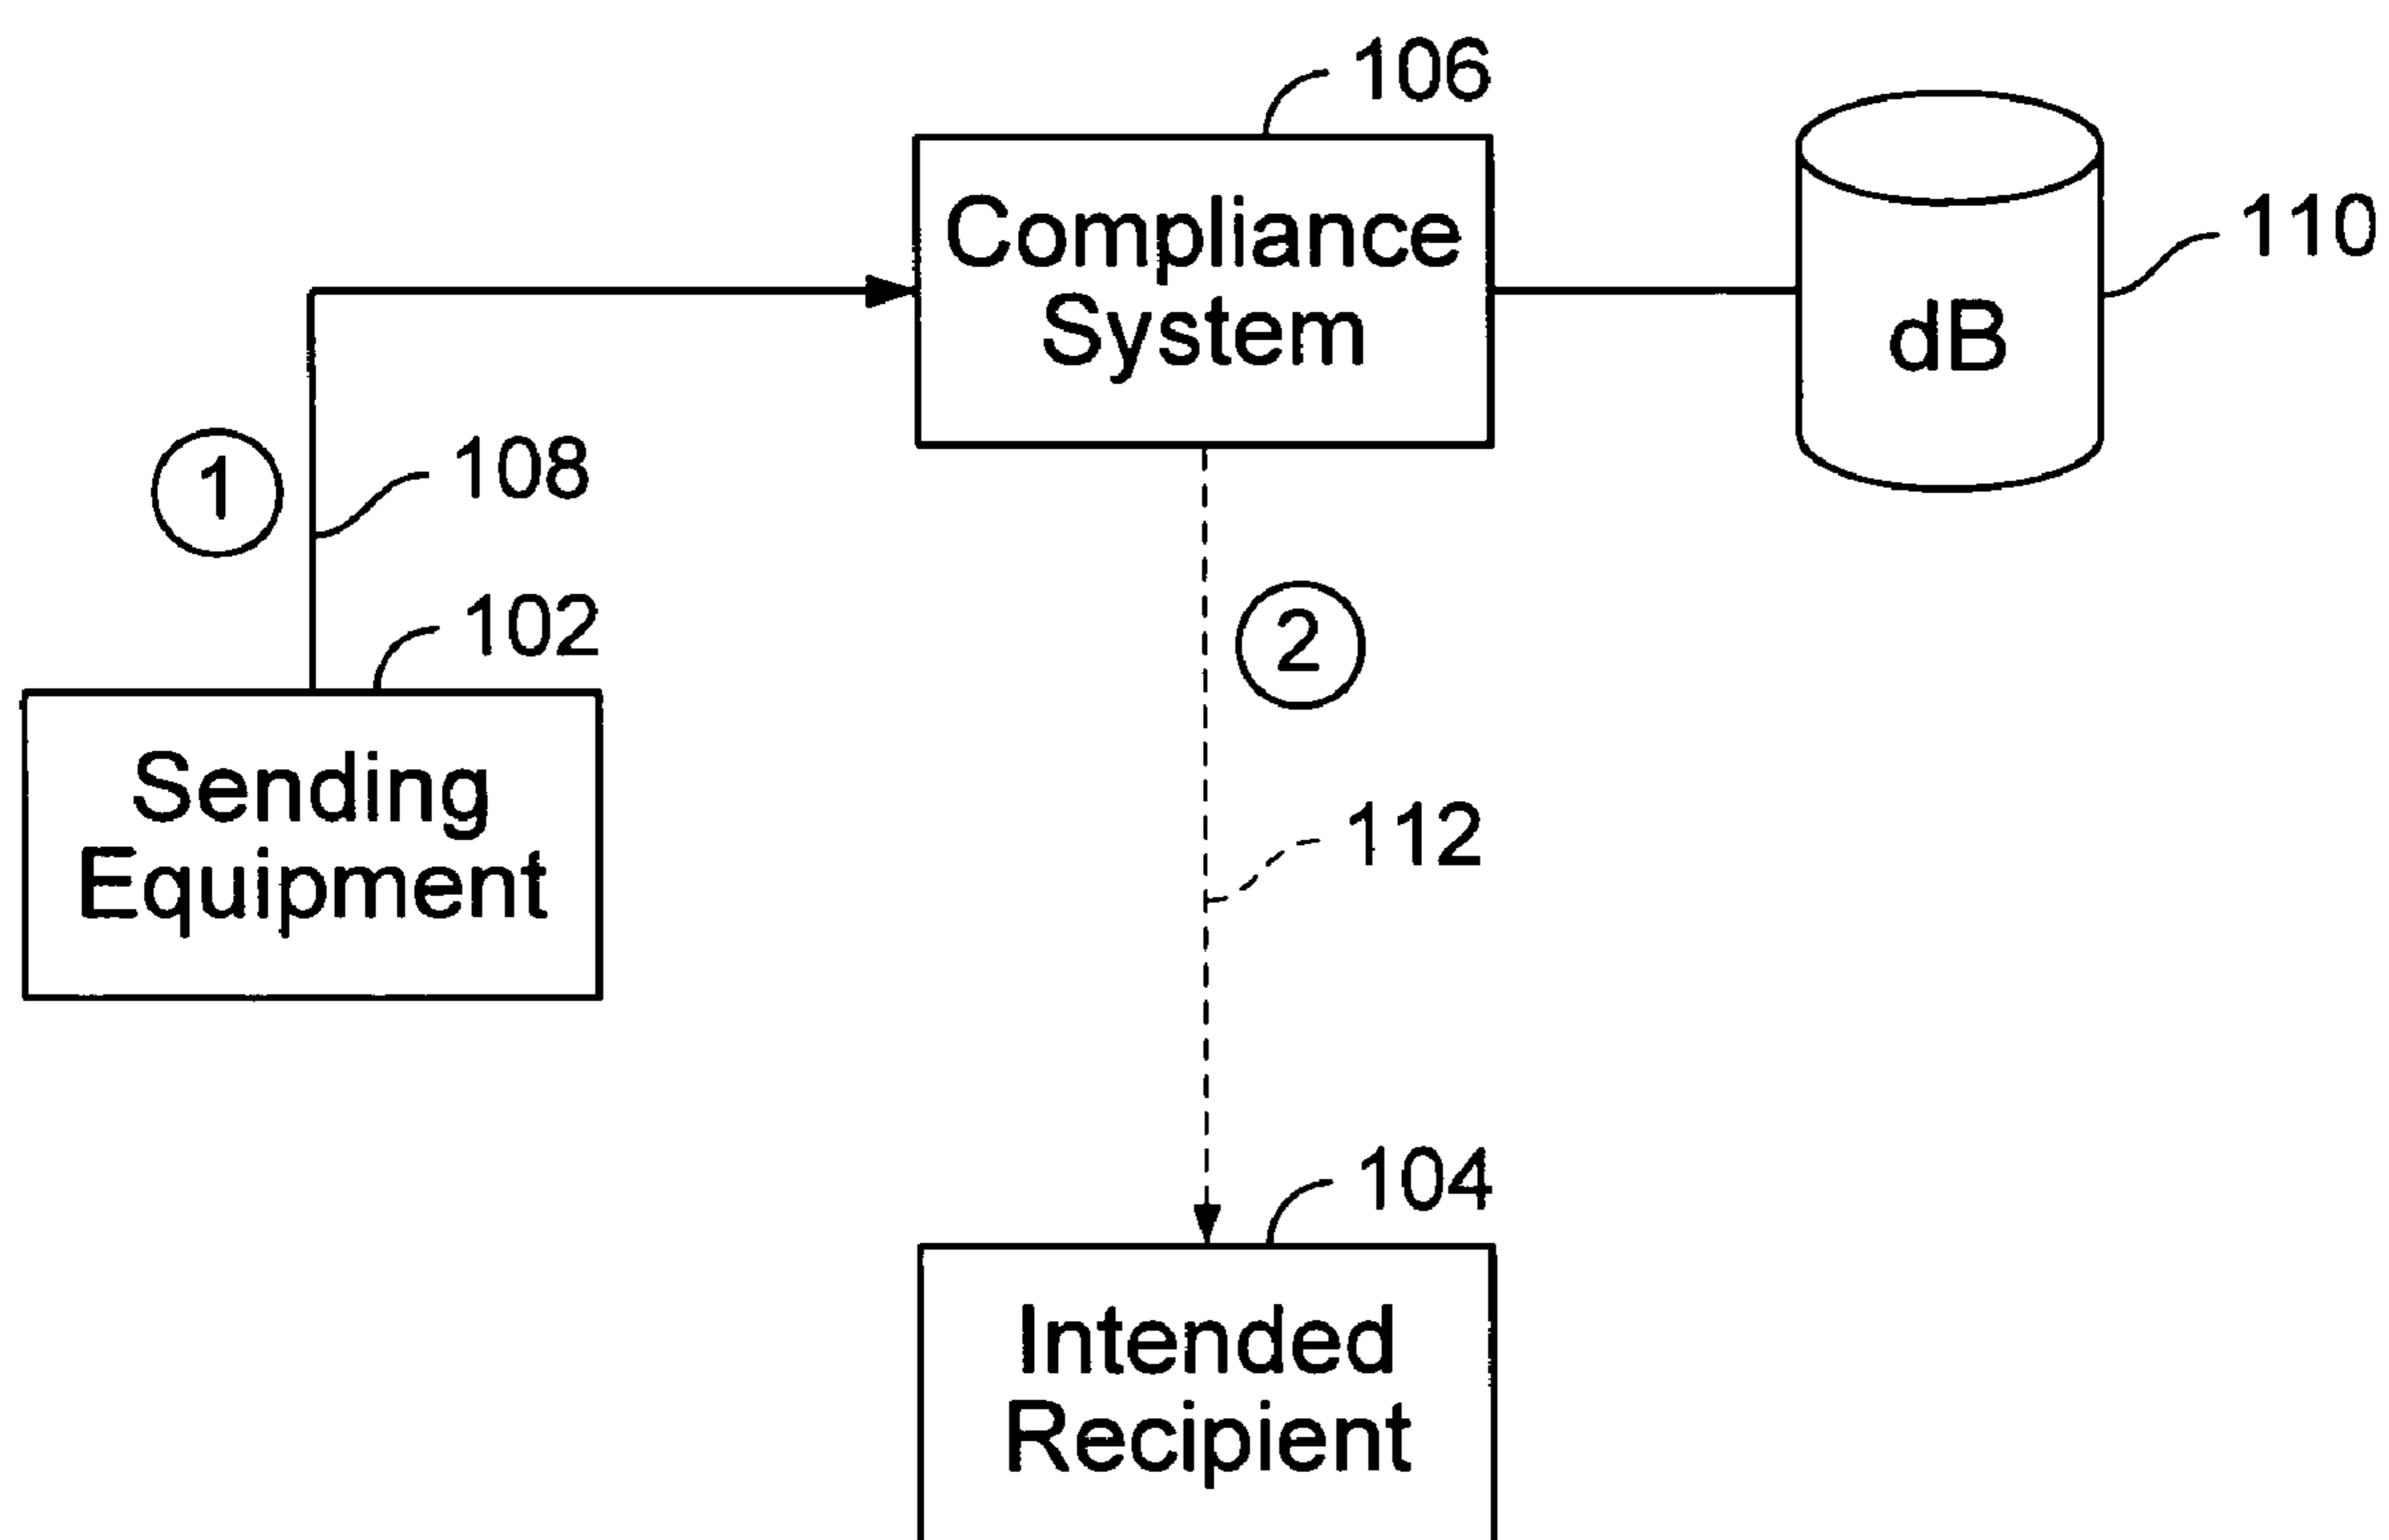 106
Compliance
System
110
dB
1
108
102
2
Sending
Equipment
112
104
Intended
Recipient